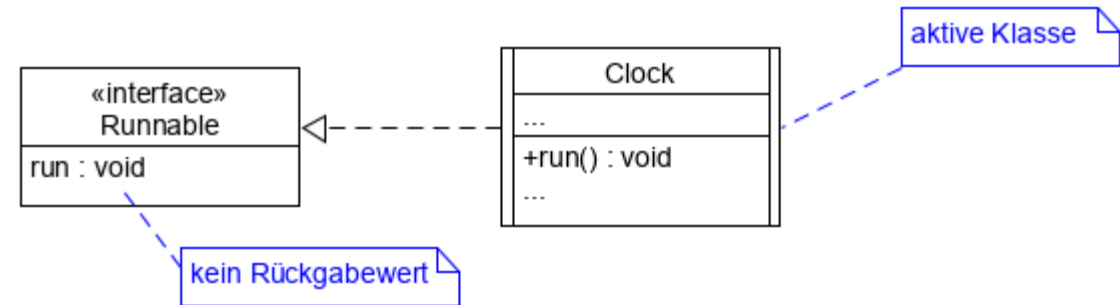 aktive Klasse
«interface»
Runnable
run : void
Clock
...
+run() : void
...
kein Rückgabewert